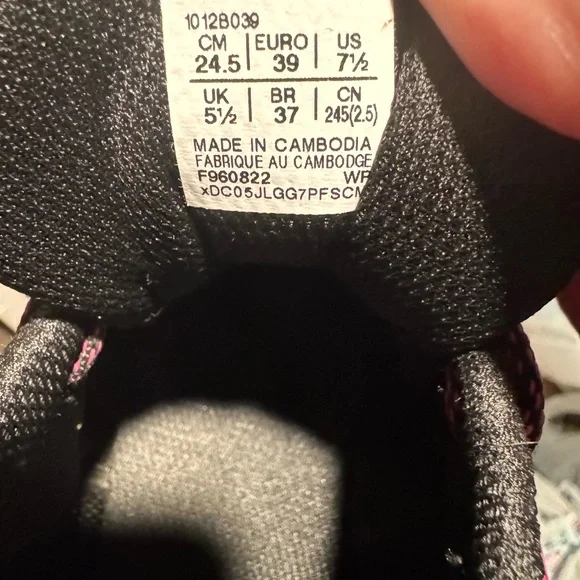 1012B039
CM | EURO | US
24.5 | 39 | 7½
UK | BR | CN
5½ | 37 | 245(2.5)
MADE IN CAMBODIA
FABRIQUE AU CAMBODGE
F960822 WF
xDC05JLGG7PFSCM